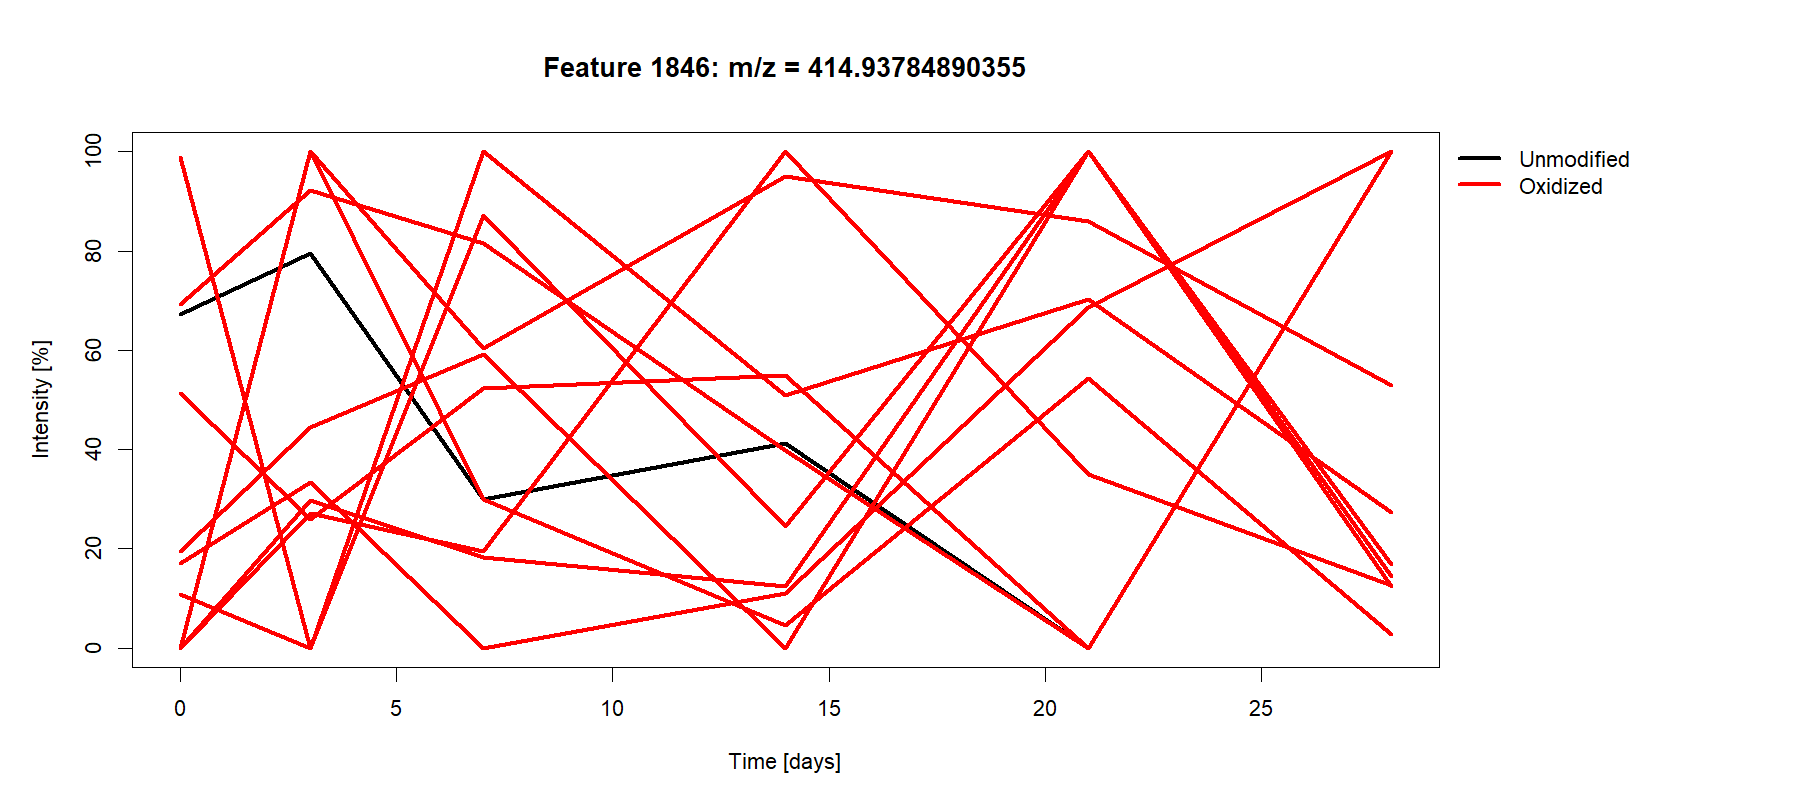 Feature 1846: m/z = 414.93784890355
Unmodified
Oxidized
Intensity [%]
100
80
60
40
20
0
0 5 10 15 20 25
Time [days]